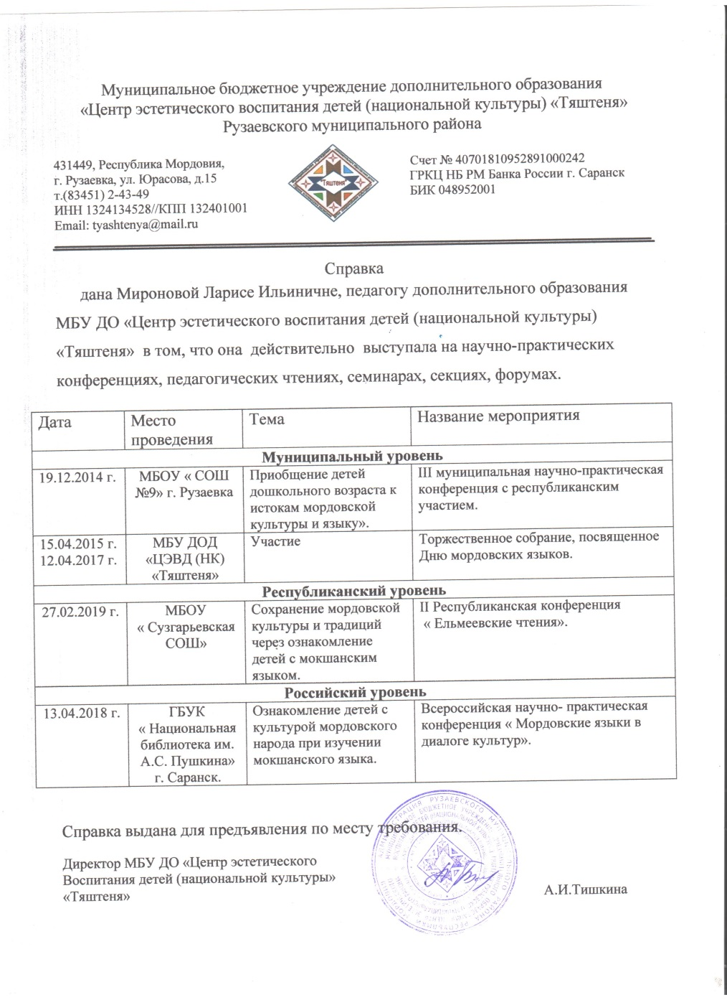 Муниципальное бюджетное учреждение дополнительного образования
«Центр эстетического воспитания детей (национальной культуры) «Тяштеня»
Рузаевского муниципального района
431449, Республика Мордовия,
г. Рузаевка, ул. Юрасова, д.15
т.(83451) 2-43-49
ИНН 1324134528//КПП 132401001
Email: tyashtenya@mail.ru
"Тяштеня"
Счет № 40701810952891000242
ГРКЦ НБ РМ Банка России г. Саранск
БИК 048952001
Справка
дана Мироновой Ларисе Ильиничне, педагогу дополнительного образования
МБУ ДО «Центр эстетического воспитания детей (национальной культуры)
«Тяштеня» в том, что она действительно выступала на научно-практических
конференциях, педагогических чтениях, семинарах, секциях, форумах.
Дата
Место
проведения
Тема
Название мероприятия
Муниципальный уровень
19.12.2014 г.
МБОУ « СОШ
№9» г. Рузаевка
Приобщение детей
дошкольного возраста к
истокам мордовской
культуры и языку».
III муниципальная научно-практическая
конференция с республиканским
участием.
15.04.2015 г.
12.04.2017 г.
МБУ ДОД
«ЦЭВД (НК)
«Тяштеня»
Участие
Торжественное собрание, посвященное
Дню мордовских языков.
Республиканский уровень
27.02.2019 г.
МБОУ
« Сузгарьевская
СОШ»
Сохранение мордовской
культуры и традиций
через ознакомление
детей с мокшанским
языком.
II Республиканская конференция
« Ельмеевские чтения».
Российский уровень
13.04.2018 г.
ГБУК
« Национальная
библиотека им.
А.С. Пушкина»
г. Саранск.
Ознакомление детей с
культурой мордовского
народа при изучении
мокшанского языка.
Всероссийская научно- практическая
конференция « Мордовские языки в
диалоге культур».
Справка выдана для предъявления по месту требования.
Директор МБУ ДО «Центр эстетического
Воспитания детей (национальной культуры»
«Тяштеня»
А.И.Тишкина